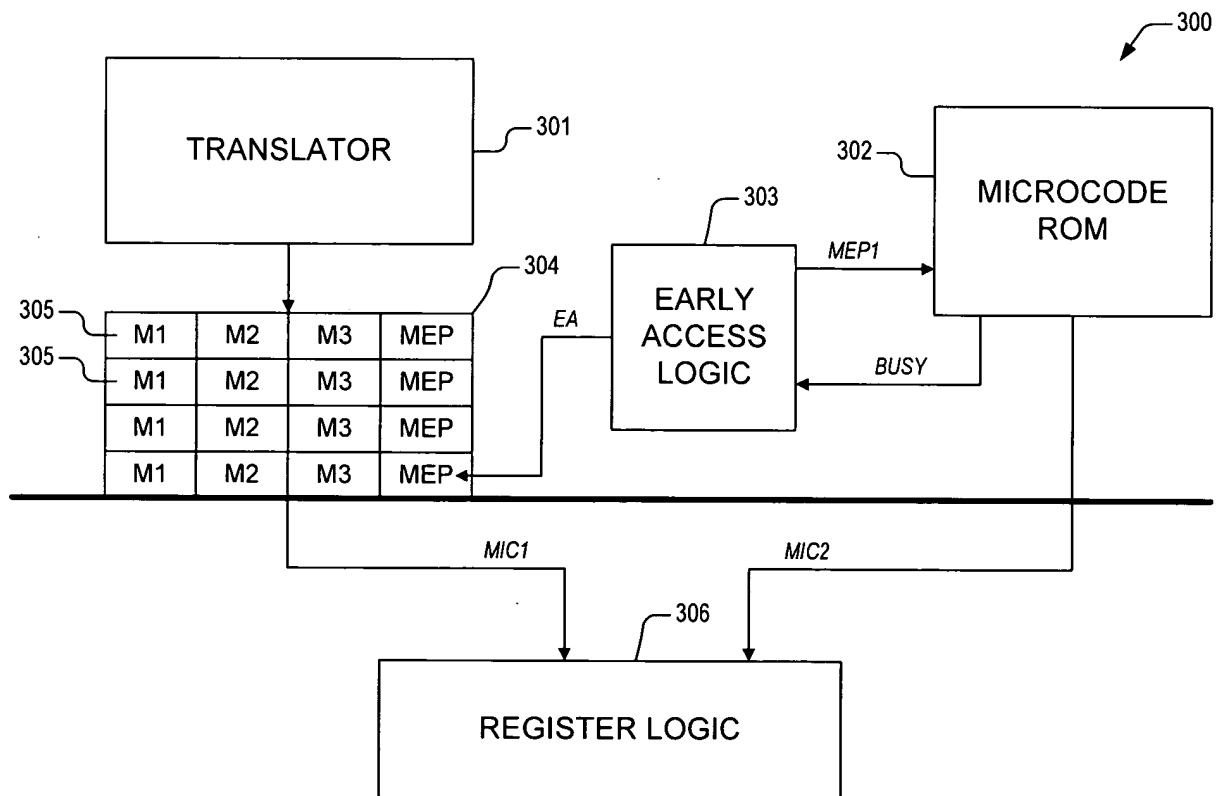 300
TRANSLATOR
301
302
MICROCODE
ROM
303
MEP1
EARLY
ACCESS
LOGIC
304
EA
BUSY
305
M1 M2 M3 MEP
305
M1 M2 M3 MEP
M1 M2 M3 MEP
M1 M2 M3 MEP
MIC1
MIC2
306
REGISTER LOGIC